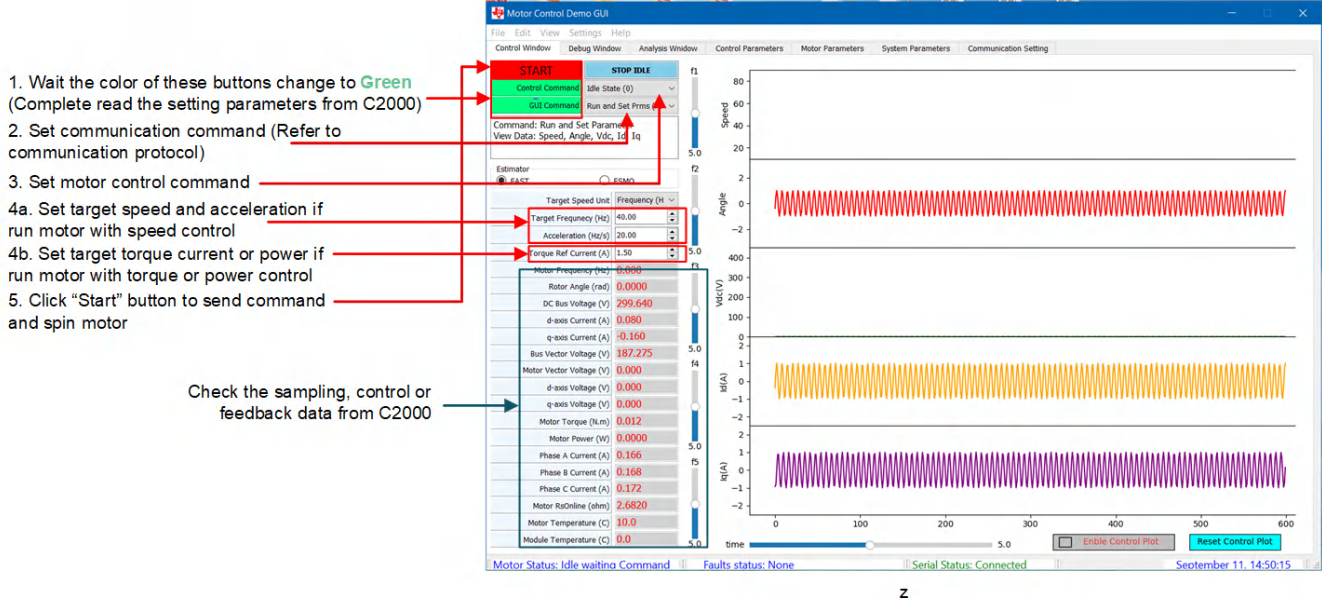 Motor Control Demo GUI
File Edit View Settings Help
Control Window Debug Window Analysis Wnidow Control Parameters Motor Parameters System Parameters Communication Setting
1. Wait the color of these buttons change to Green
(Complete read the setting parameters from C2000)
2. Set communication command (Refer to
communication protocol)
3. Set motor control command
4a. Set target speed and acceleration if
run motor with speed control
4b. Set target torque current or power if
run motor with torque or power control
5. Click “Start” button to send command
and spin motor
Check the sampling, control or
feedback data from C2000
START STOP IDLE
Control Command Idle State (0)
GUI Command Run and Set Prms
Command: Run and Set Param
View Data: Speed, Angle, Vdc, Id, Iq
Estimator
FAST ESMO
Target Speed Unit Frequency (H
Target Frequnecy (Hz) 40.00
Acceleration (Hz/s) 20.00
Torque Ref Current (A) 1.50
Motor Frequency (Hz) 0.000
Rotor Angle (rad) 0.0000
DC Bus Voltage (V) 299.640
d-axis Current (A) 0.080
q-axis Current (A) -0.160
Bus Vector Voltage (V) 187.275
Motor Vector Voltage (V) 0.000
d-axis Voltage (V) 0.000
q-axis Voltage (V) 0.000
Motor Torque (N.m) 0.012
Motor Power (W) 0.0000
Phase A Current (A) 0.166
Phase B Current (A) 0.168
Phase C Current (A) 0.172
Motor RsOnline (ohm) 2.6820
Motor Temperature (C) 10.0
Module Temperature (C) 0.0
f1
5.0
f2
5.0
f3
5.0
f4
5.0
f5
5.0
Speed
80
60
40
20
Angle
2
0
−2
Vdc(V)
400
300
200
100
0
Id(A)
2
1
0
−1
−2
Iq(A)
2
1
0
−1
−2
0 100 200 300 400 500 600
time 5.0 Enble Control Plot Reset Control Plot
Motor Status: Idle waiting Command Faults status: None Serial Status: Connected September 11, 14:50:15
z